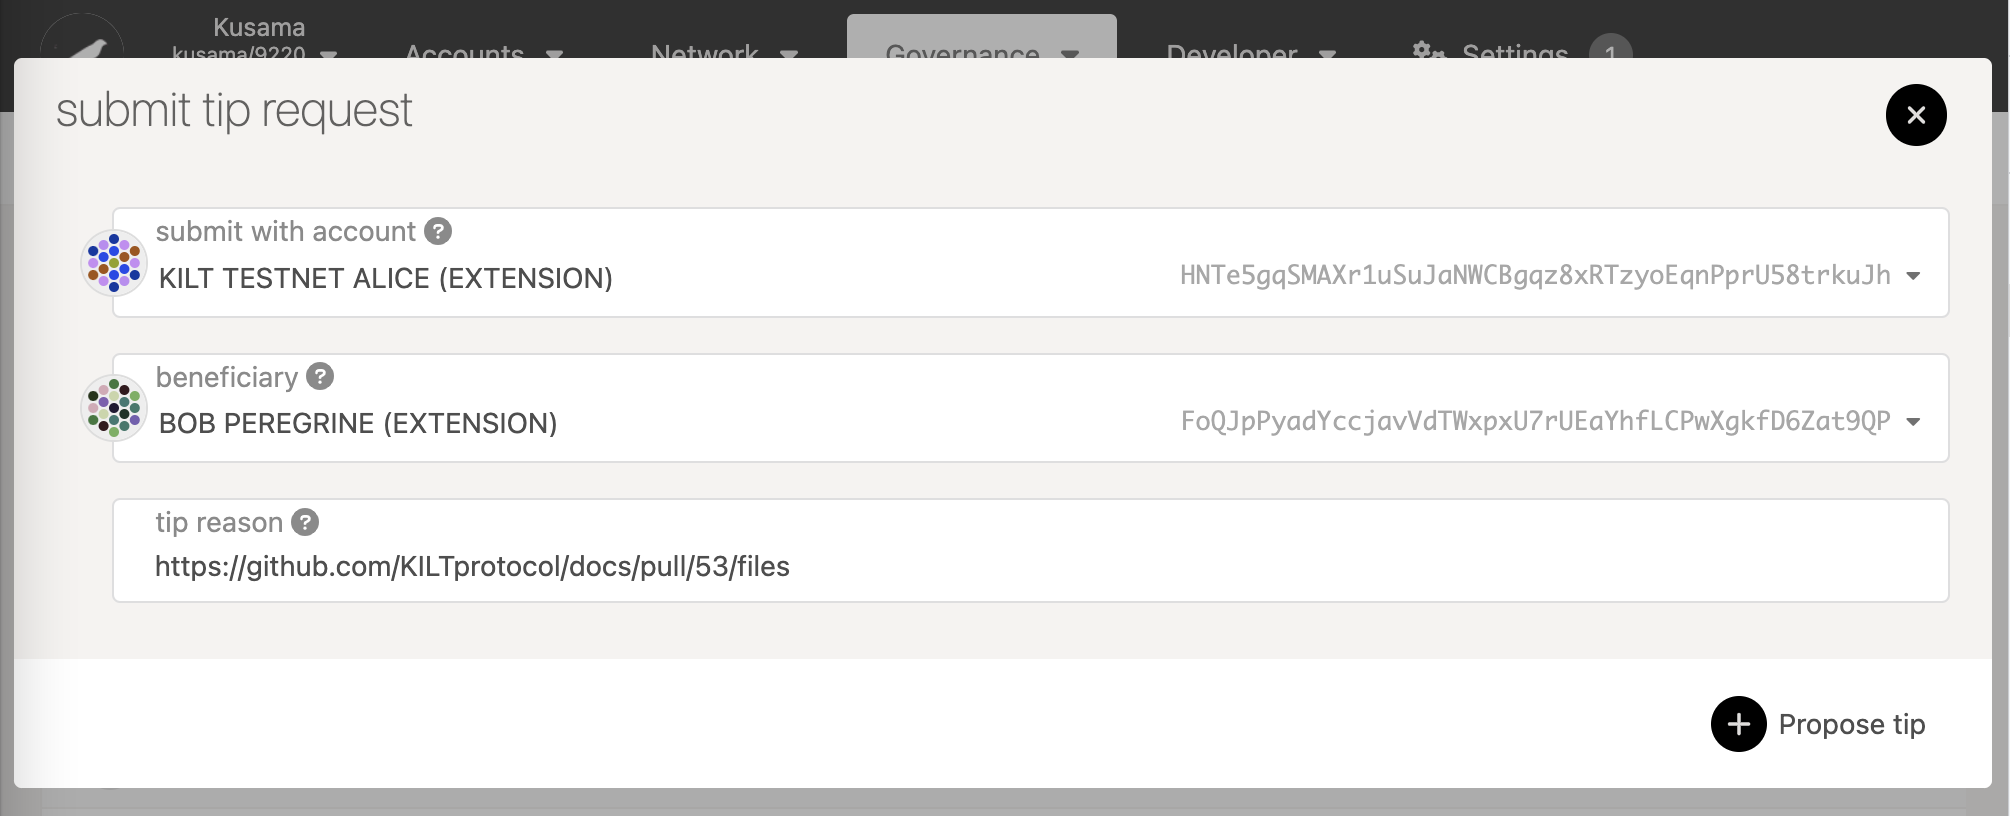 Kusama
kusama/9220
Accounts
Network
Governance
Developer
Settings
1
submit tip request
submit with account ?
KILT TESTNET ALICE (EXTENSION)
HNTe5gqSMAXr1uSuJaNWCBgqz8xRTzyoEqnPprU58trkuJh
beneficiary ?
BOB PEREGRINE (EXTENSION)
FoQJpPyadYccjavVdTWxpxU7rUEaYhfLCPwXgkfD6Zat9QP
tip reason ?
https://github.com/KILTprotocol/docs/pull/53/files
Propose tip